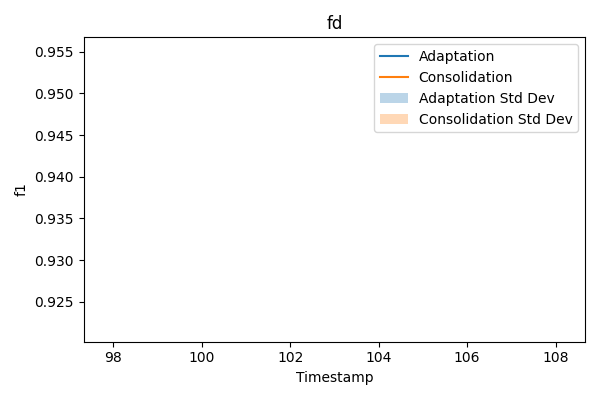 fd
0.955
0.950
0.945
0.940
0.935
0.930
0.925
f1
98 100 102 104 106 108
Timestamp
Adaptation
Consolidation
Adaptation Std Dev
Consolidation Std Dev